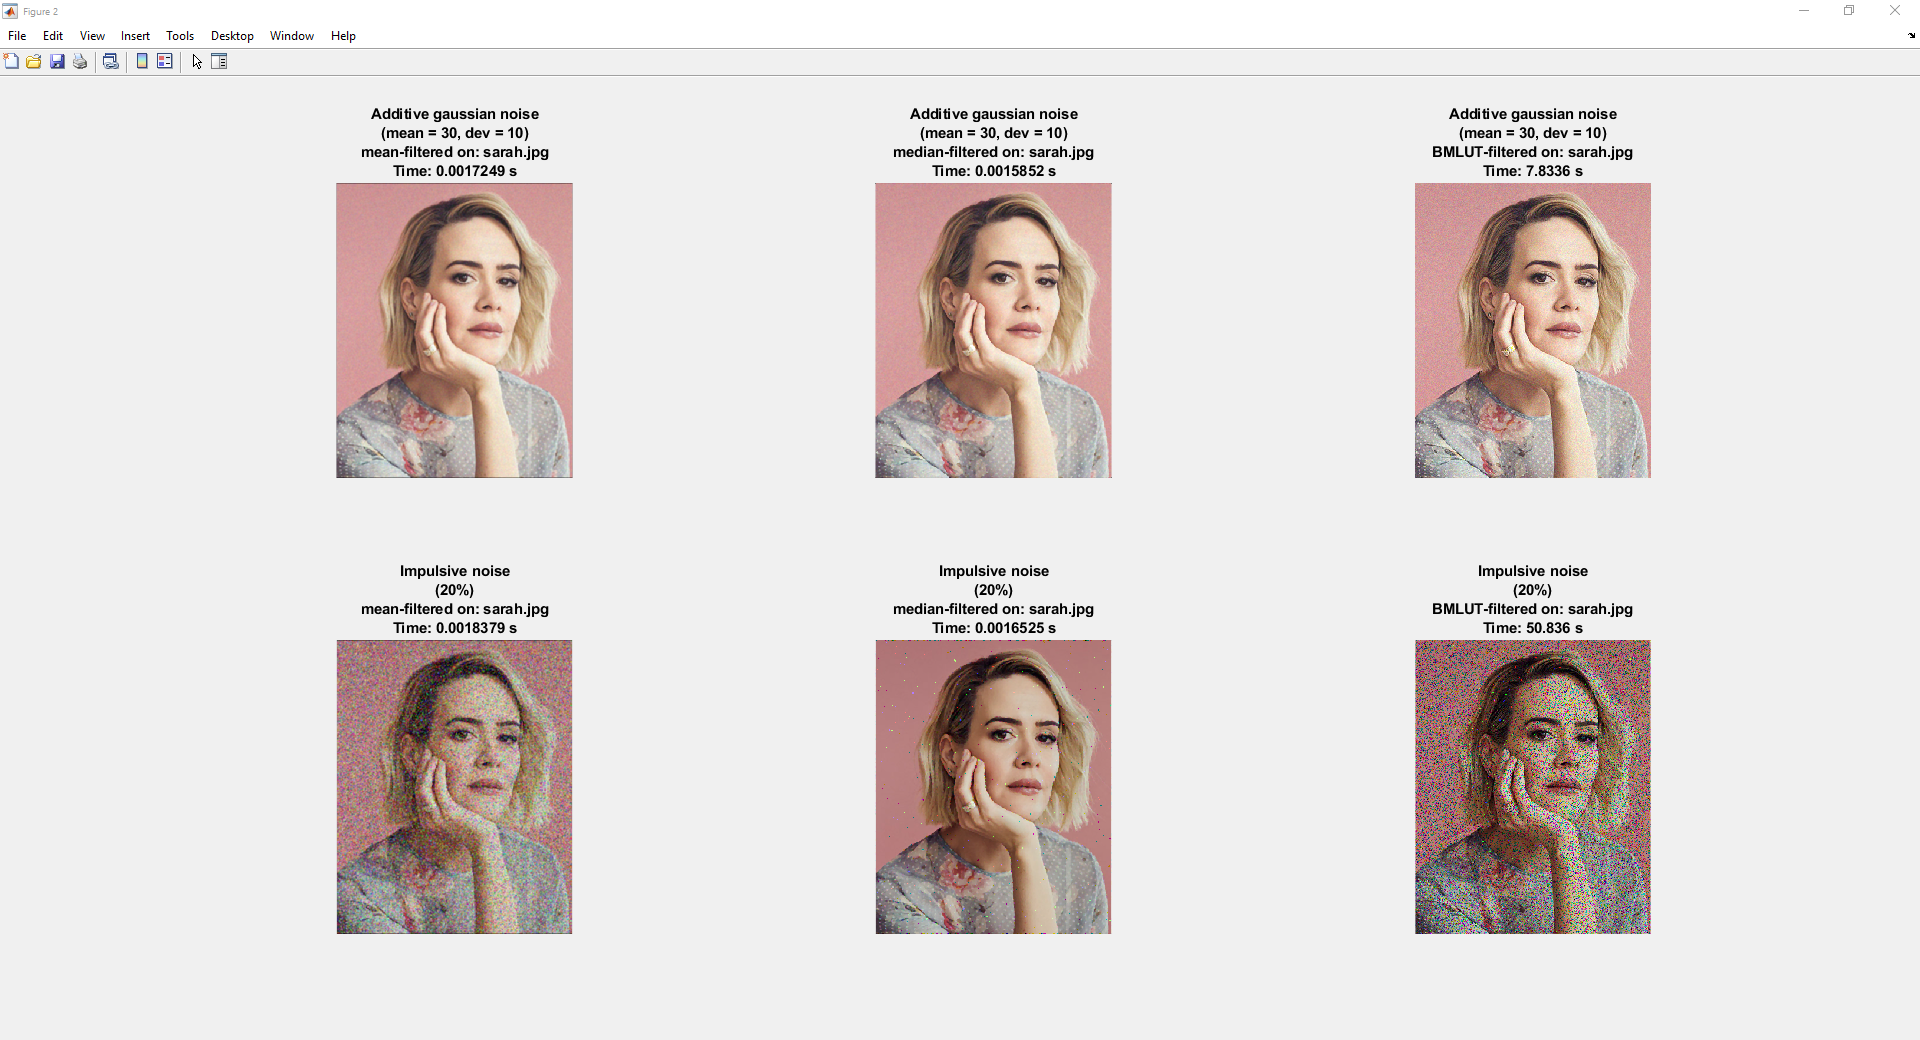 Figure 2
File Edit View Insert Tools Desktop Window Help
Additive gaussian noise
(mean = 30, dev = 10)
mean-filtered on: sarah.jpg
Time: 0.0017249 s
Additive gaussian noise
(mean = 30, dev = 10)
median-filtered on: sarah.jpg
Time: 0.0015852 s
Additive gaussian noise
(mean = 30, dev = 10)
BMLUT-filtered on: sarah.jpg
Time: 7.8336 s
Impulsive noise
(20%)
mean-filtered on: sarah.jpg
Time: 0.0018379 s
Impulsive noise
(20%)
median-filtered on: sarah.jpg
Time: 0.0016525 s
Impulsive noise
(20%)
BMLUT-filtered on: sarah.jpg
Time: 50.836 s